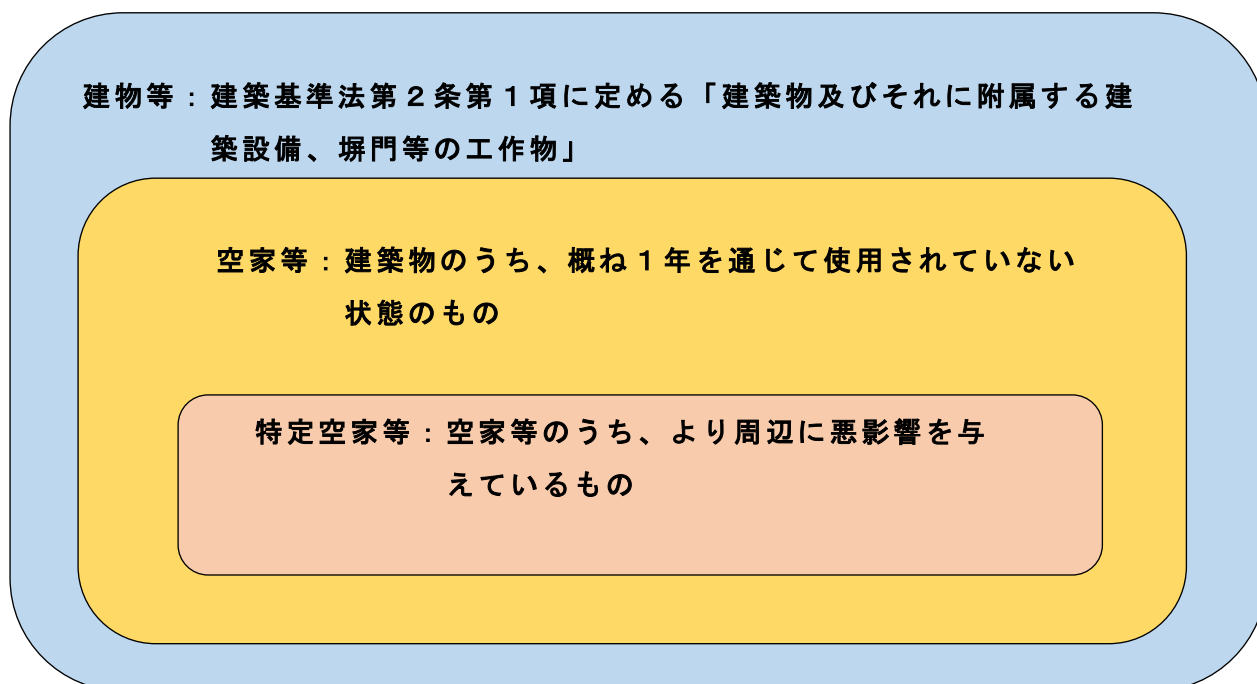 建物等：建築基準法第２条第１項に定める「建築物及びそれに附属する建
築設備、塀門等の工作物」
空家等：建築物のうち、概ね１年を通じて使用されていない
状態のもの
特定空家等：空家等のうち、より周辺に悪影響を与
えているもの